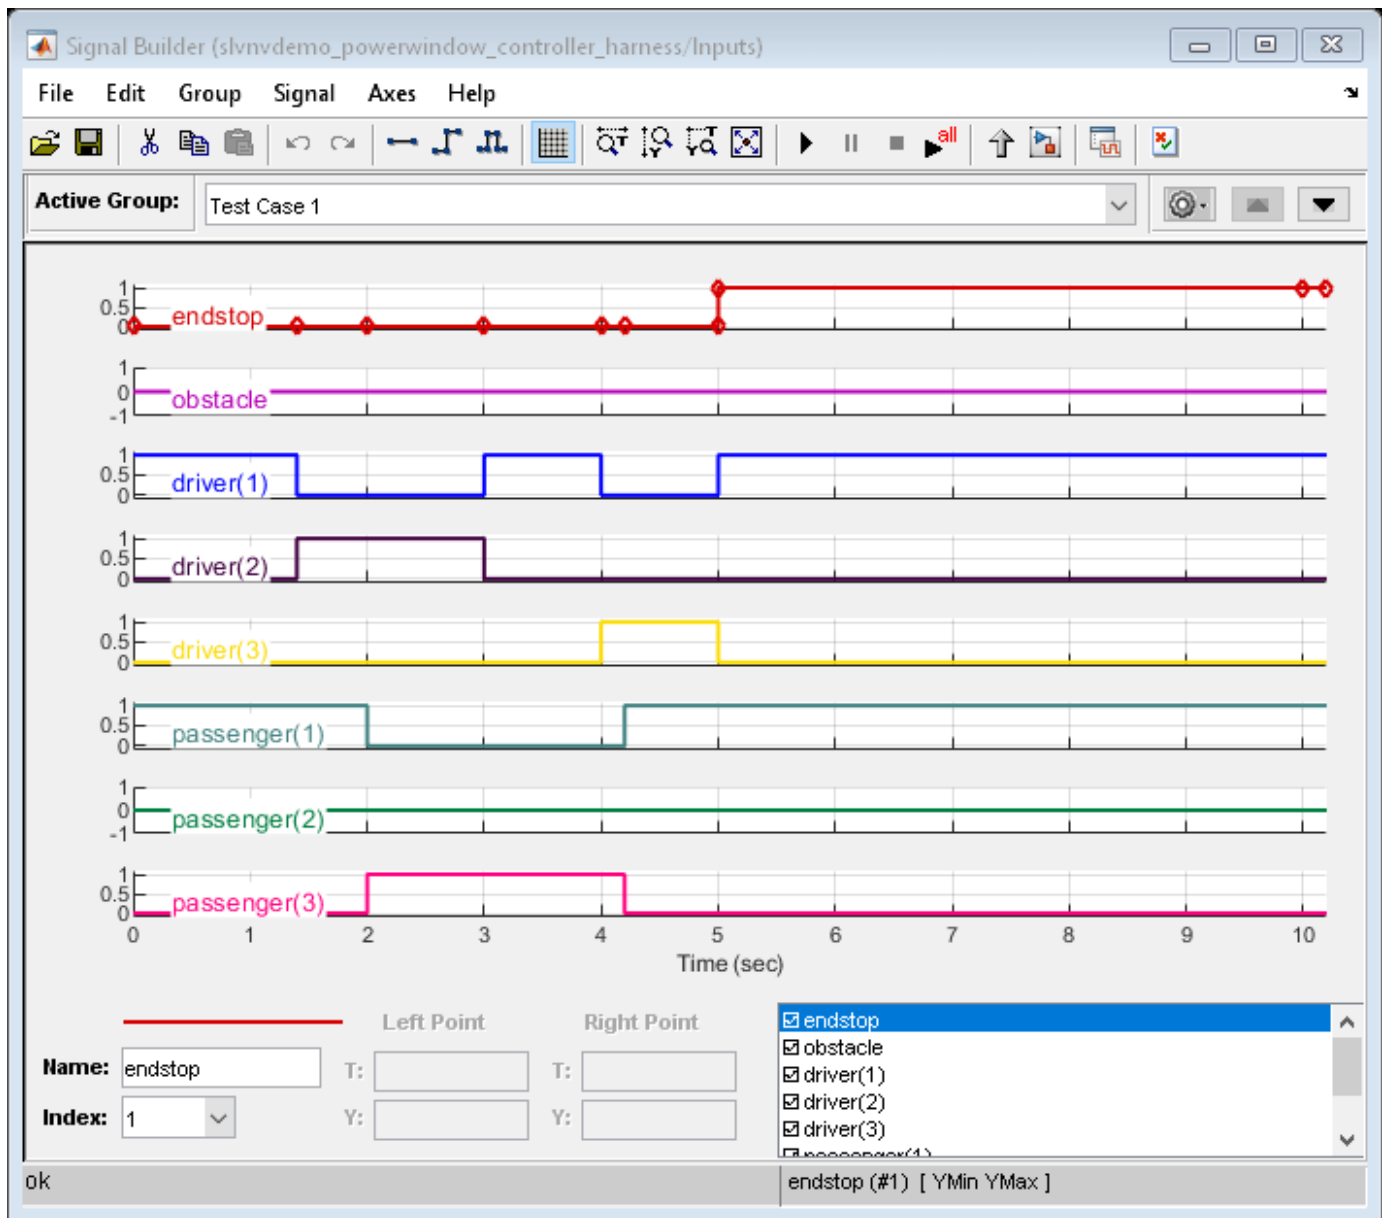 Signal Builder (slvnvdemo_powerwindow_controller_harness/Inputs)
File Edit Group Signal Axes Help
all
Active Group: Test Case 1
1
0.5
0
endstop
1
0
-1
obstacle
1
0.5
0
driver(1)
1
0.5
0
driver(2)
1
0.5
0
driver(3)
1
0.5
0
passenger(1)
1
0
-1
passenger(2)
1
0.5
0
passenger(3)
0 1 2 3 4 5 6 7 8 9 10
Time (sec)
Left Point Right Point
Name: endstop T: T:
Index: 1 Y: Y:
endstop
obstacle
driver(1)
driver(2)
driver(3)
passenger(1)
ok
endstop (#1) [ YMin YMax ]